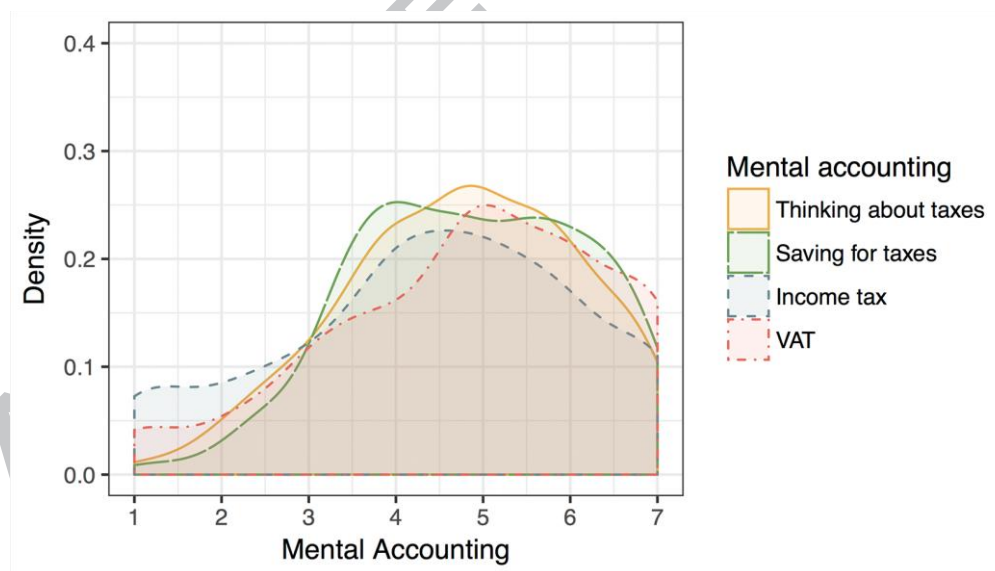 0.4
0.3
0.2
0.1
0.0
Density
1 2 3 4 5 6 7
Mental Accounting
Mental accounting
Thinking about taxes
Saving for taxes
Income tax
VAT